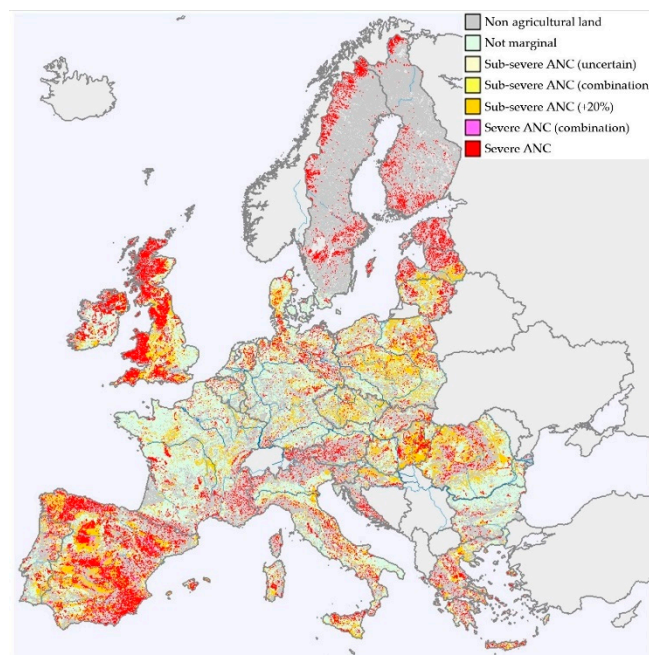 Non agricultural land
Not marginal
Sub-severe ANC (uncertain)
Sub-severe ANC (combination
Sub-severe ANC (+20%)
Severe ANC (combination)
Severe ANC